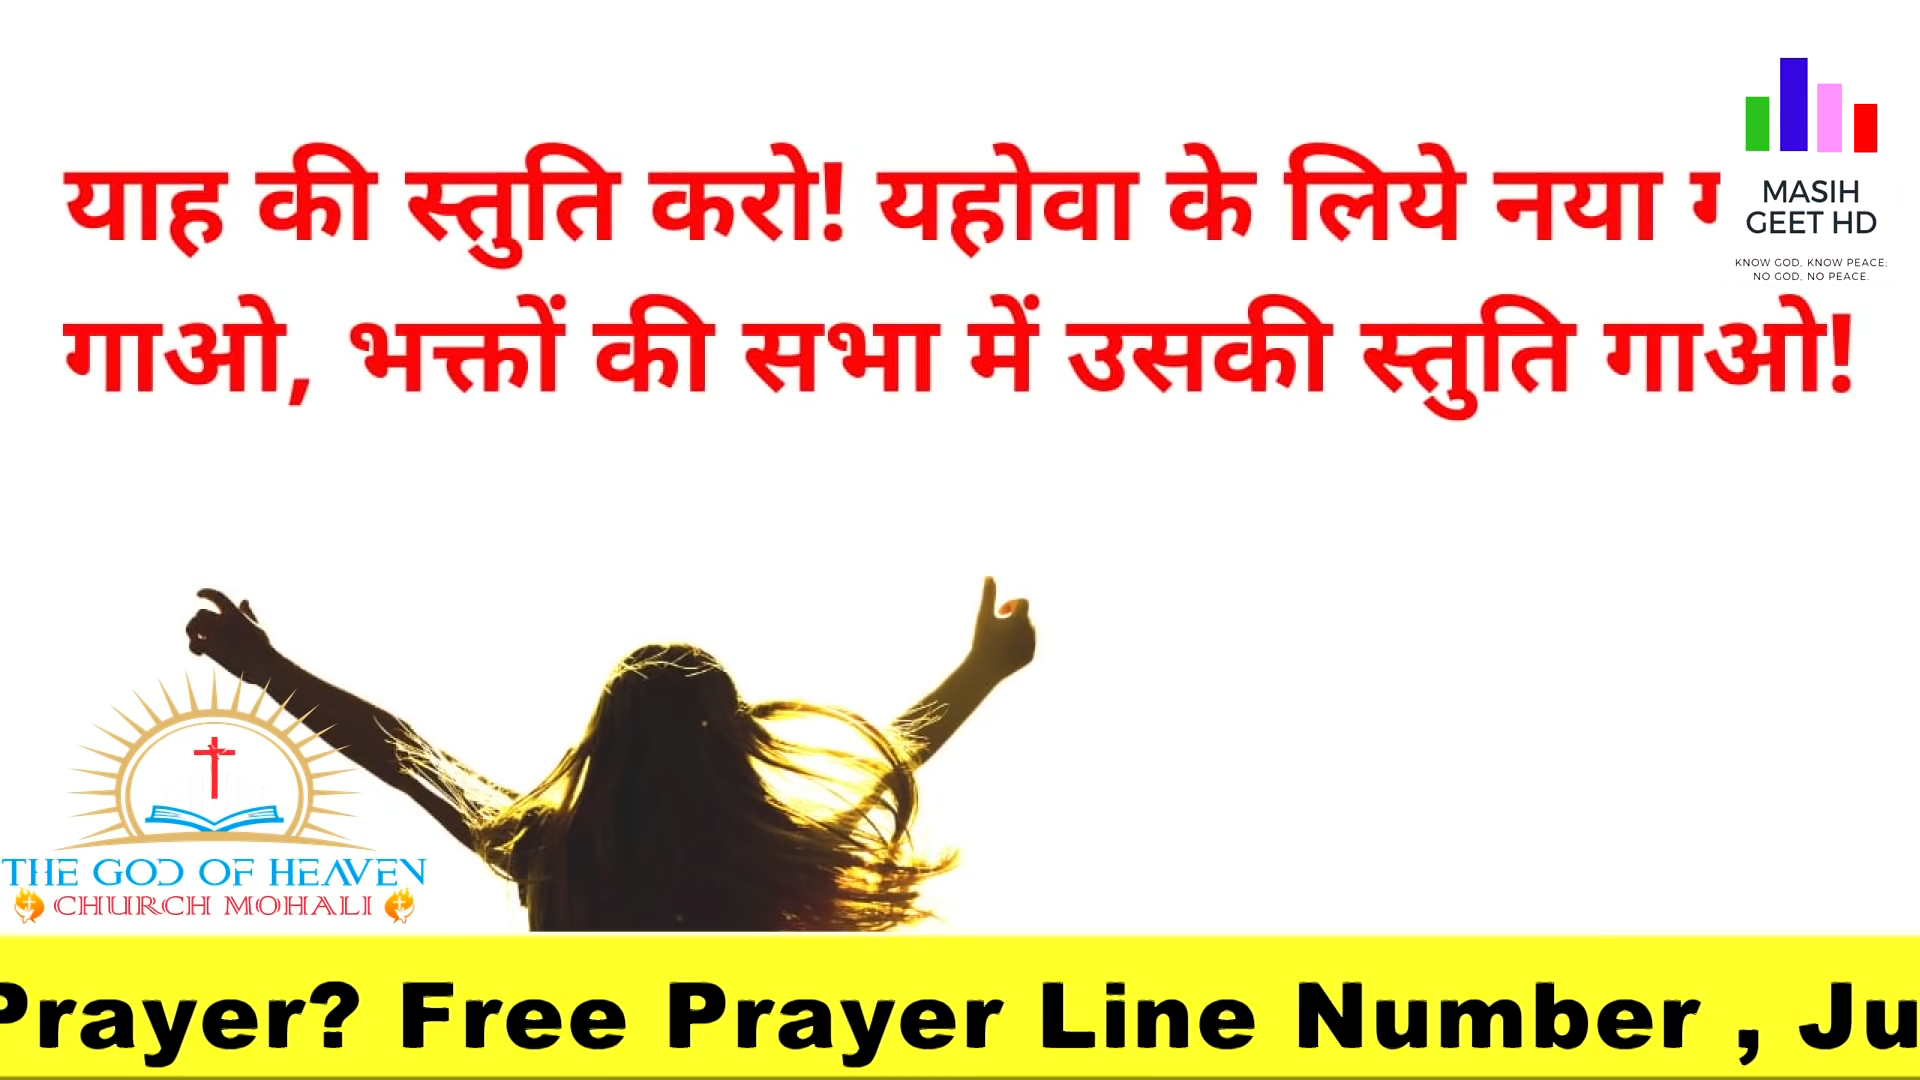 याह की स्तुति करो! यहोवा के लिये नया
गाओ, भक्तों की सभा में उसकी स्तुति गाओ!
MASIH
GEET HD
KNOW GOD, KNOW PEACE;
NO GOD, NO PEACE.
THE GOD OF HEAVEN
CHURCH MOHALI
Prayer? Free Prayer Line Number , Ju